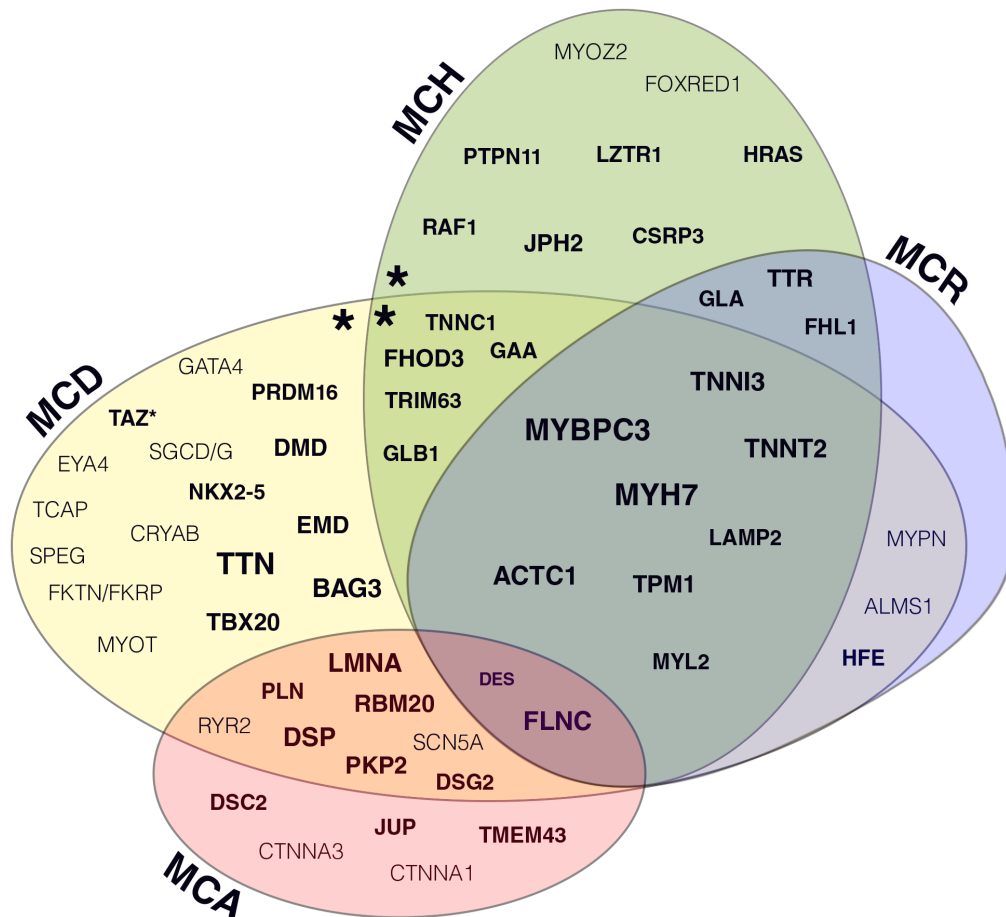 MCH
MYOZ2
FOXRED1
PTPN11
LZTR1
HRAS
RAF1
JPH2
CSRP3
MCR
TTR
GLA
FHL1
*
*
*
TNNC1
FHOD3
GAA
TRIM63
GLB1
MCD
GATA4
PRDM16
TAZ*
SGCD/G
DMD
EYA4
NKX2-5
TCAP
CRYAB
EMD
SPEG
TTN
FKTN/FKRP
BAG3
TBX20
MYOT
TNNI3
MYBPC3
TNNT2
MYH7
LAMP2
ACTC1
TPM1
MYL2
MYPN
ALMS1
HFE
LMNA
PLN
RBM20
RYR2
DSP
SCN5A
PKP2
DSG2
DES
FLNC
DSC2
JUP
TMEM43
CTNNA3
CTNNA1
MCA